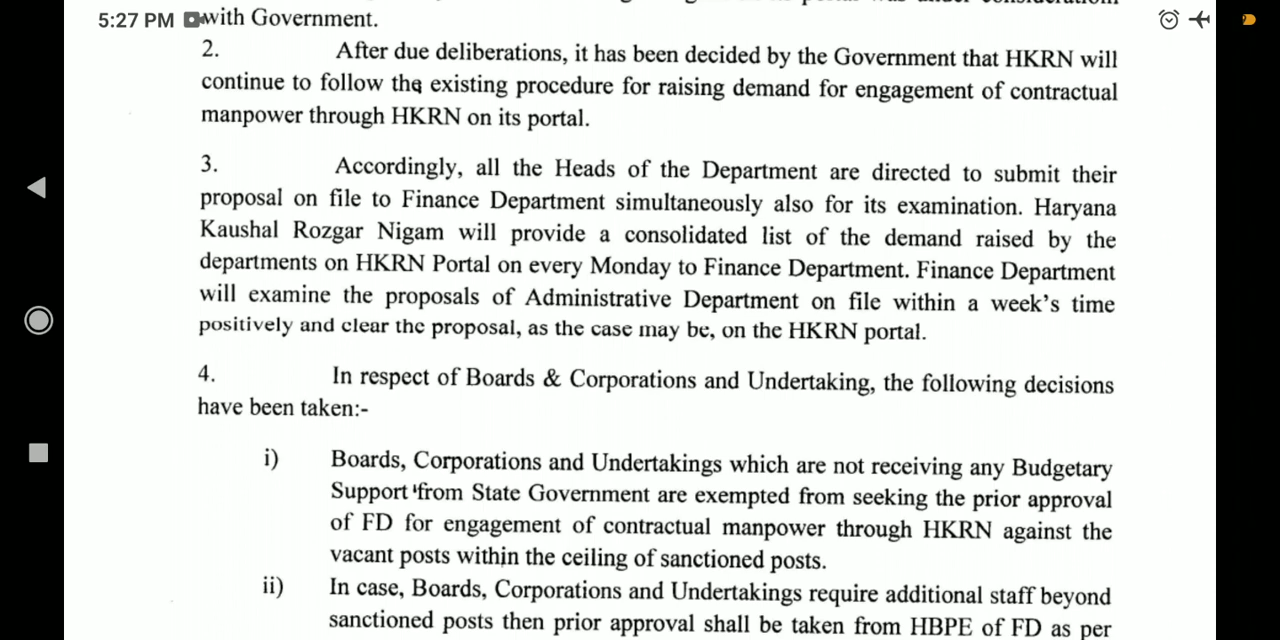 5:27 PM
with Government.
2. After due deliberations, it has been decided by the Government that HKRN will
continue to follow the existing procedure for raising demand for engagement of contractual
manpower through HKRN on its portal.
3. Accordingly, all the Heads of the Department are directed to submit their
proposal on file to Finance Department simultaneously also for its examination. Haryana
Kaushal Rozgar Nigam will provide a consolidated list of the demand raised by the
departments on HKRN Portal on every Monday to Finance Department. Finance Department
will examine the proposals of Administrative Department on file within a week's time
positively and clear the proposal, as the case may be, on the HKRN portal.
4. In respect of Boards & Corporations and Undertaking, the following decisions
have been taken:-
i) Boards, Corporations and Undertakings which are not receiving any Budgetary
Support from State Government are exempted from seeking the prior approval
of FD for engagement of contractual manpower through HKRN against the
vacant posts within the ceiling of sanctioned posts.
ii) In case, Boards, Corporations and Undertakings require additional staff beyond
sanctioned posts then prior approval shall be taken from HBPE of FD as per